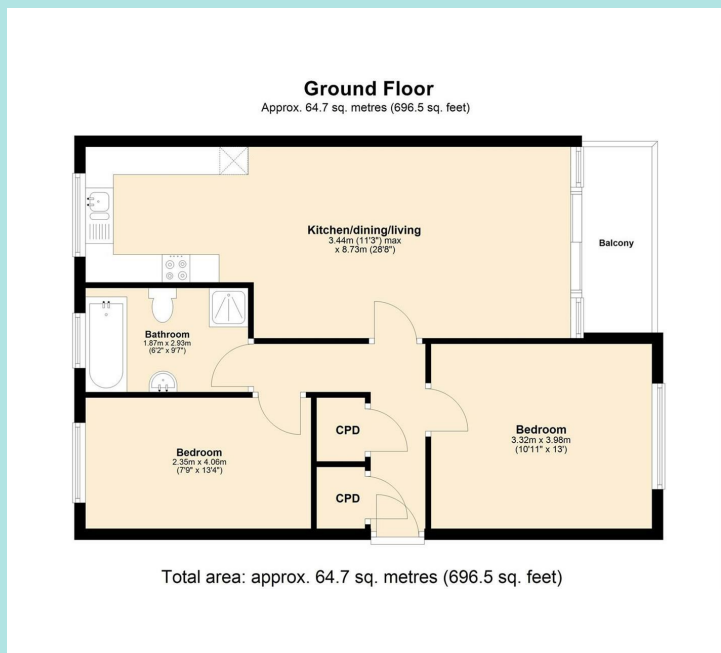 Ground Floor
Approx. 64.7 sq. metres (696.5 sq. feet)
Kitchen/dining/living
3.44m (11'3") max
x 8.73m (28'8")
Balcony
Bathroom
1.87m x 2.93m
(6'2" x 9'7")
Bedroom
2.35m x 4.06m
(7'9" x 13'4")
CPD
CPD
Bedroom
3.32m x 3.98m
(10'11" x 13')
Total area: approx. 64.7 sq. metres (696.5 sq. feet)